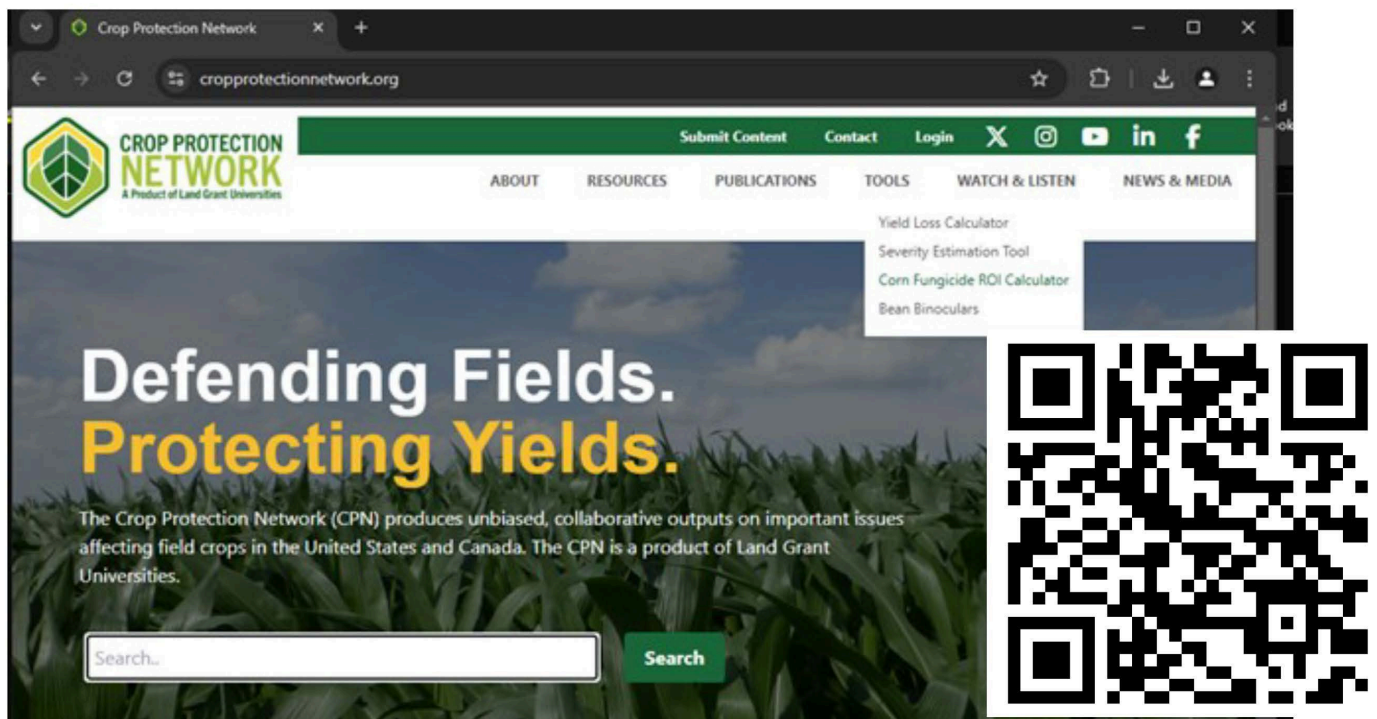 Crop Protection Network
cropprotectionnetwork.org
CROP PROTECTION
NETWORK
A Product of Land Grant Universities
Submit Content Contact Login
ABOUT RESOURCES PUBLICATIONS TOOLS WATCH & LISTEN NEWS & MEDIA
Yield Loss Calculator
Severity Estimation Tool
Corn Fungicide ROI Calculator
Bean Binoculars
Defending Fields.
Protecting Yields.
The Crop Protection Network (CPN) produces unbiased, collaborative outputs on important issues
affecting field crops in the United States and Canada. The CPN is a product of Land Grant
Universities.
Search..
Search